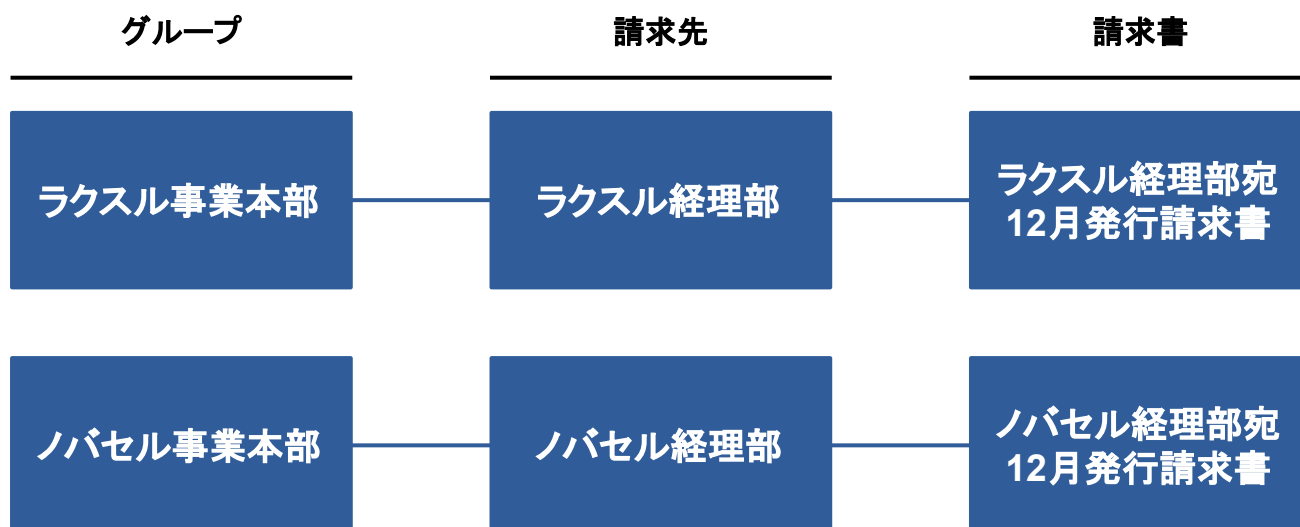 グループ
請求先
請求書
ラクスル事業本部
ラクスル経理部
ラクスル経理部宛
12月発行請求書
ノバセル事業本部
ノバセル経理部
ノバセル経理部宛
12月発行請求書